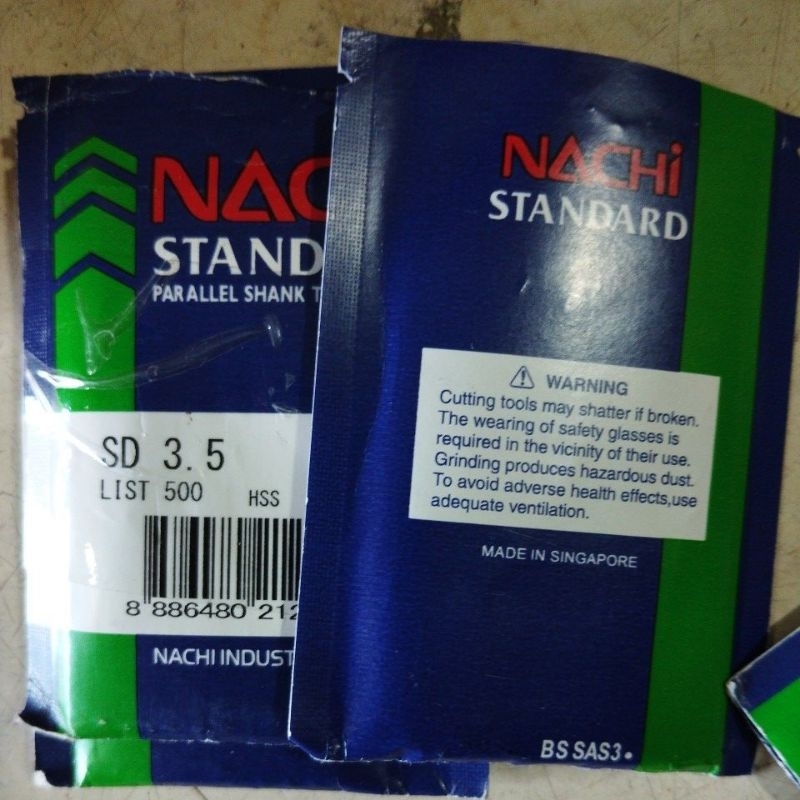 NAC
STAND
PARALLEL SHANK T
SD 3.5
LIST 500 HSS
8 886480 212
NACHI INDUST
NACHi
STANDARD
⚠ WARNING
Cutting tools may shatter if broken.
The wearing of safety glasses is
required in the vicinity of their use.
Grinding produces hazardous dust.
To avoid adverse health effects,use
adequate ventilation.
MADE IN SINGAPORE
BS SAS3